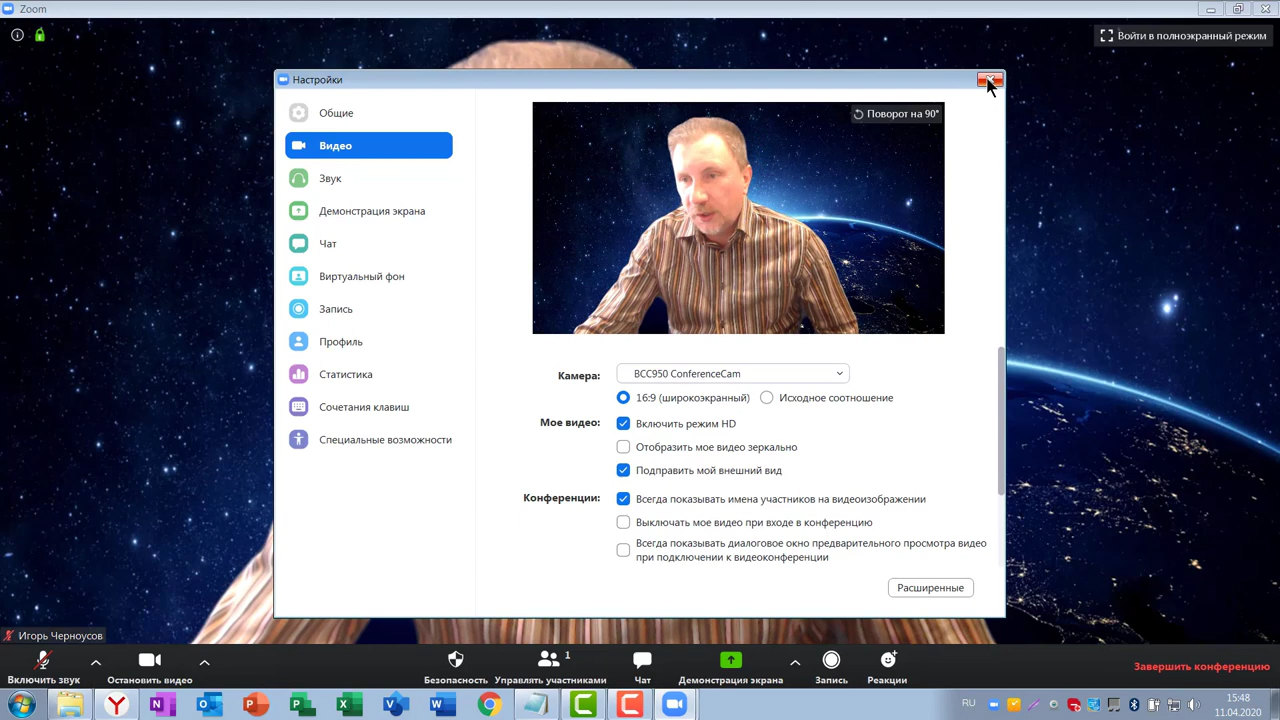 Zoom
Войти в полноэкранный режим
Настройки
Общие
Видео
Звук
Демонстрация экрана
Чат
Виртуальный фон
Запись
Профиль
Статистика
Сочетания клавиш
Специальные возможности
Поворот на 90°
Камера:
BCC950 ConferenceCam
16:9 (широкоэкранный)
Исходное соотношение
Мое видео:
Включить режим HD
Отобразить мое видео зеркально
Подправить мой внешний вид
Конференции:
Всегда показывать имена участников на видеоизображении
Выключать мое видео при входе в конференцию
Всегда показывать диалоговое окно предварительного просмотра видео
при подключении к видеоконференции
Расширенные
Игорь Черноусов
Включить звук
Остановить видео
Безопасность
1
Управлять участниками
Чат
Демонстрация экрана
Запись
Реакции
Завершить конференцию
RU
15:48
11.04.2020